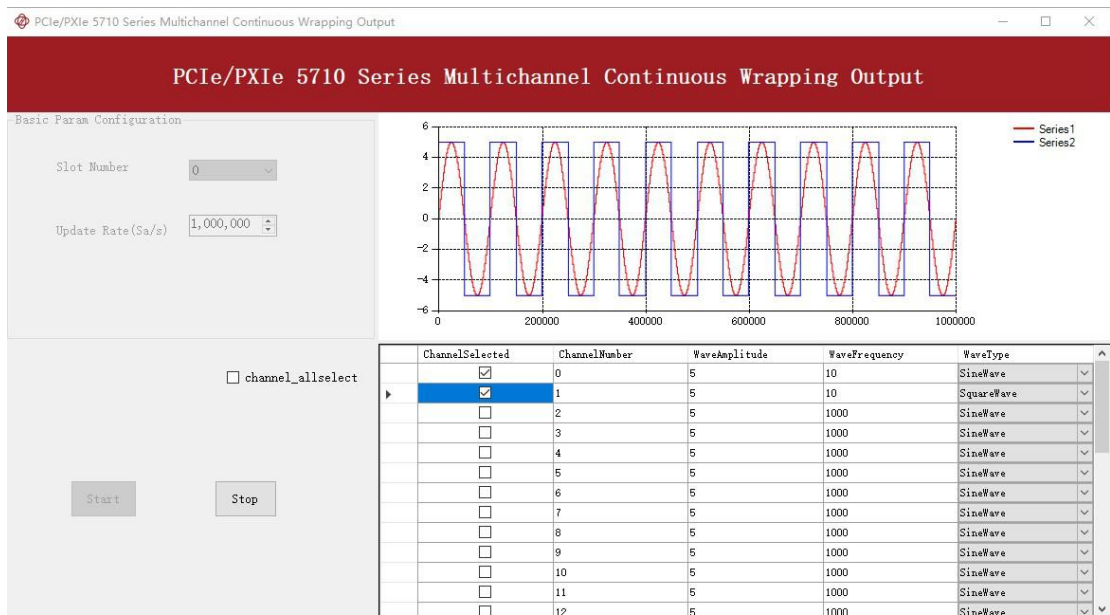 PCIe/PXIe 5710 Series Multichannel Continuous Wrapping Output
PCIe/PXIe 5710 Series Multichannel Continuous Wrapping Output
Basic Param Configuration
Slot Number 0
Update Rate(Sa/s) 1,000,000
6
4
2
0
-2
-4
-6
0 200000 400000 600000 800000 1000000
Series1
Series2
channel_allselect
Start Stop
ChannelSelected ChannelNumber WaveAmplitude WaveFrequency WaveType
0 5 10 SineWave
1 5 10 SquareWave
2 5 1000 SineWave
3 5 1000 SineWave
4 5 1000 SineWave
5 5 1000 SineWave
6 5 1000 SineWave
7 5 1000 SineWave
8 5 1000 SineWave
9 5 1000 SineWave
10 5 1000 SineWave
11 5 1000 SineWave
12 5 1000 SineWave